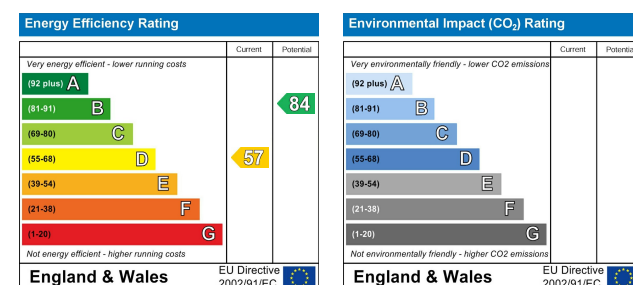 Energy Efficiency Rating
Current Potential
Very energy efficient - lower running costs
(92 plus) A
(81-91) B
84
(69-80) C
(55-68) D
57
(39-54) E
(21-38) F
(1-20) G
Not energy efficient - higher running costs
England & Wales
EU Directive
2002/91/EC
Environmental Impact (CO₂) Rating
Current Potential
Very environmentally friendly - lower CO2 emissions
(92 plus) A
(81-91) B
(69-80) C
(55-68) D
(39-54) E
(21-38) F
(1-20) G
Not environmentally friendly - higher CO2 emissions
England & Wales
EU Directive
2002/91/EC